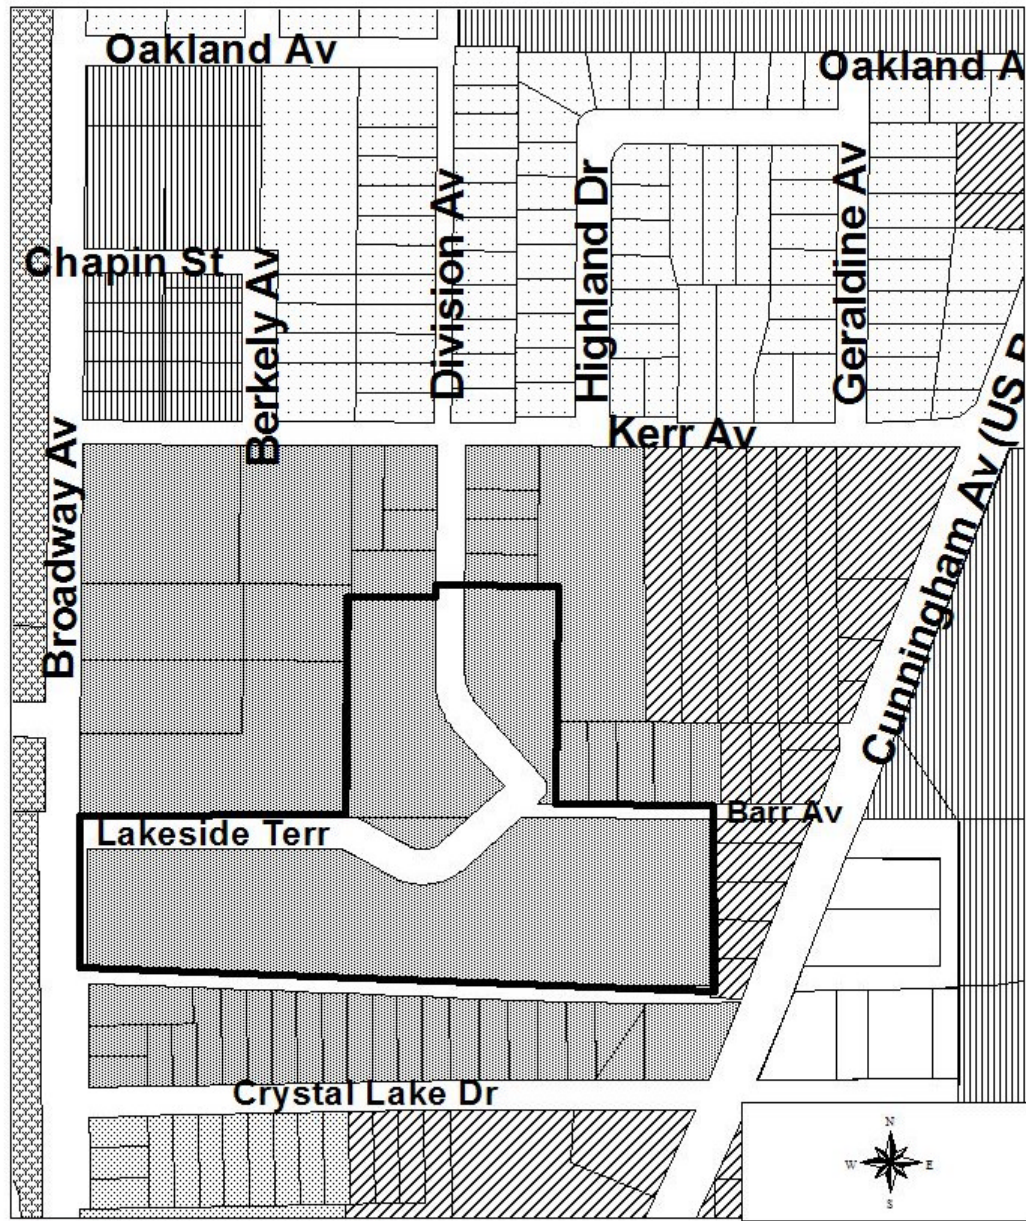 Oakland Av
Oakland A
Chapin St
Berkely Av
Division Av
Highland Dr
Geraldine Av
Broadway Av
Kerr Av
Cunningham Av (US R
Lakeside Terr
Barr Av
Crystal Lake Dr
N
W E
S